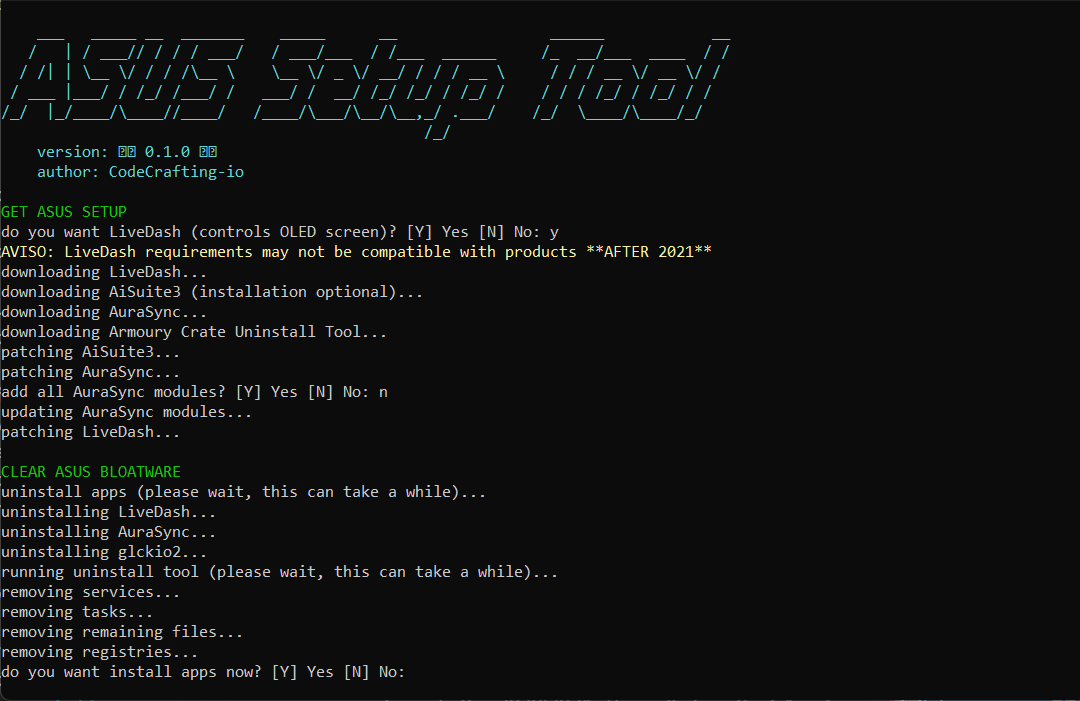 ASUS Setup Tool
version: 0.1.0
author: CodeCrafting-io
GET ASUS SETUP
do you want LiveDash (controls OLED screen)? [Y] Yes [N] No: y
AVISO: LiveDash requirements may not be compatible with products **AFTER 2021**
downloading LiveDash...
downloading AiSuite3 (installation optional)...
downloading AuraSync...
downloading Armoury Crate Uninstall Tool...
patching AiSuite3...
patching AuraSync...
add all AuraSync modules? [Y] Yes [N] No: n
updating AuraSync modules...
patching LiveDash...
CLEAR ASUS BLOATWARE
uninstall apps (please wait, this can take a while)...
uninstalling LiveDash...
uninstalling AuraSync...
uninstalling glckio2...
running uninstall tool (please wait, this can take a while)...
removing services...
removing tasks...
removing remaining files...
removing registries...
do you want install apps now? [Y] Yes [N] No: